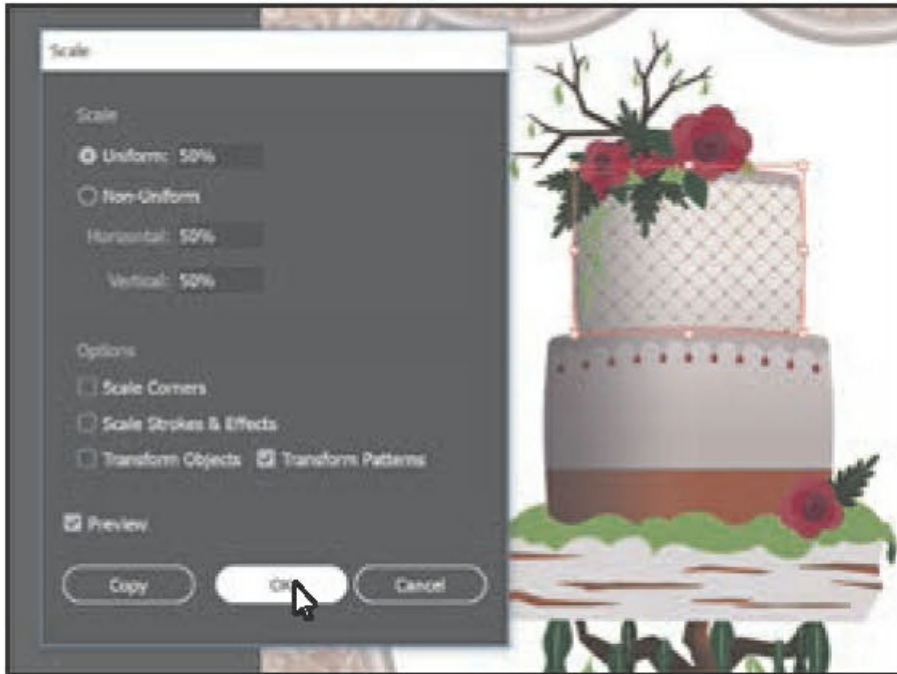 Scale
Scale
Uniform: 50%
Non-Uniform
Horizontal: 50%
Vertical: 50%
Options
Scale Corners
Scale Strokes & Effects
Transform Objects Transform Patterns
Preview
Copy OK Cancel